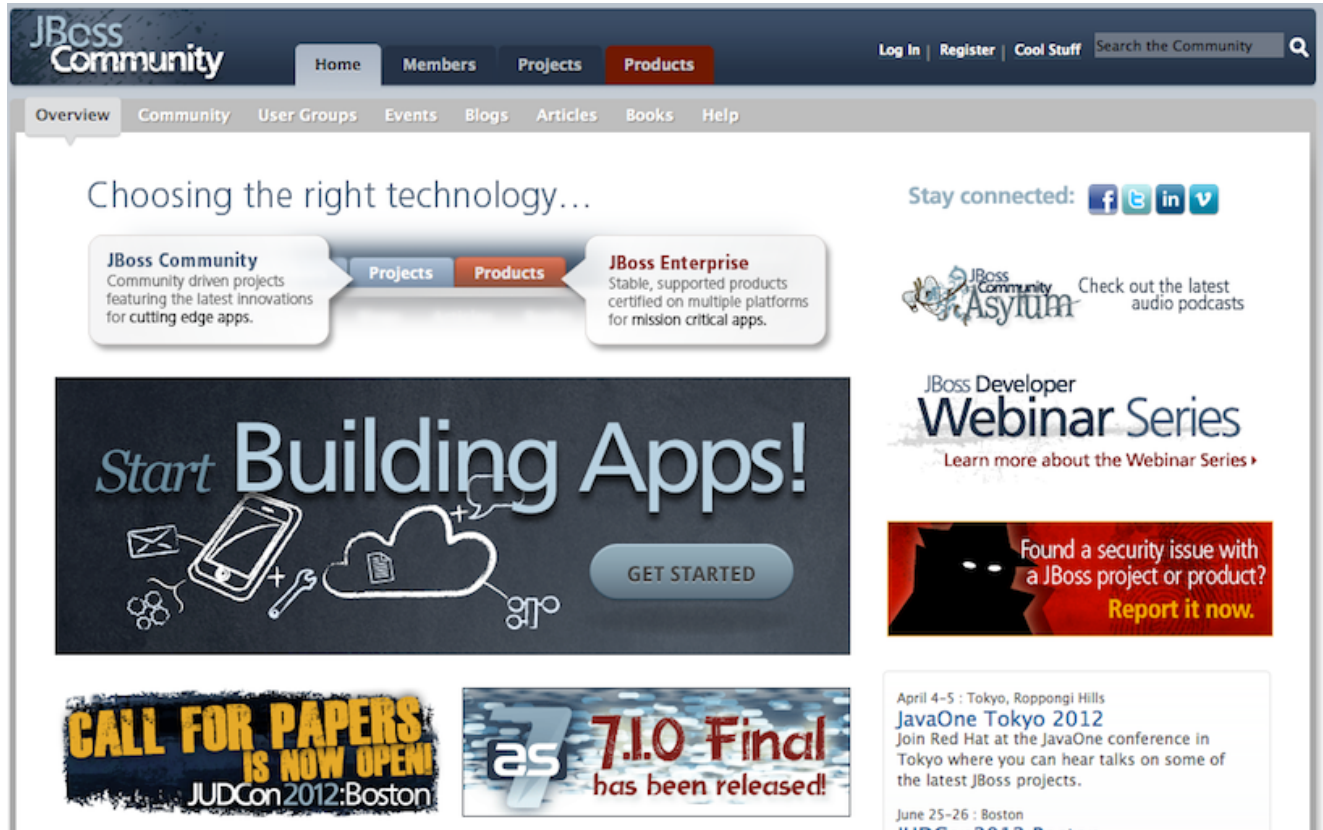 JBoss
Community
Home
Members
Projects
Products
Log In | Register | Cool Stuff
Search the Community
Overview
Community
User Groups
Events
Blogs
Articles
Books
Help
Choosing the right technology...
JBoss Community
Community driven projects
featuring the latest innovations
for cutting edge apps.
Projects
Products
JBoss Enterprise
Stable, supported products
certified on multiple platforms
for mission critical apps.
Start Building Apps!
GET STARTED
CALL FOR PAPERS
IS NOW OPEN!
JUDCon2012:Boston
7
as
7.1.0 Final
has been released!
Stay connected:
f
t
in
v
JBoss
Community
Asylum
Check out the latest
audio podcasts
JBoss Developer
Webinar Series
Learn more about the Webinar Series
Found a security issue with
a JBoss project or product?
Report it now.
April 4-5 : Tokyo, Roppongi Hills
JavaOne Tokyo 2012
Join Red Hat at the JavaOne conference in
Tokyo where you can hear talks on some of
the latest JBoss projects.
June 25-26 : Boston